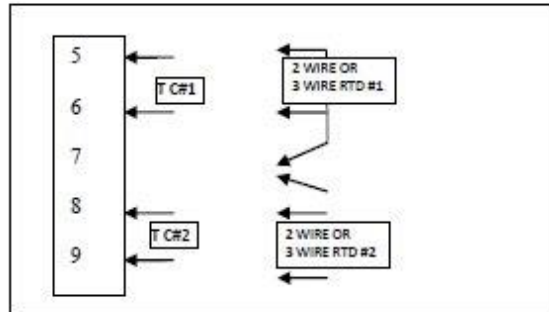 5
T C#1
2 WIRE OR
3 WIRE RTD #1
6
7
8
T C#2
2 WIRE OR
3 WIRE RTD #2
9